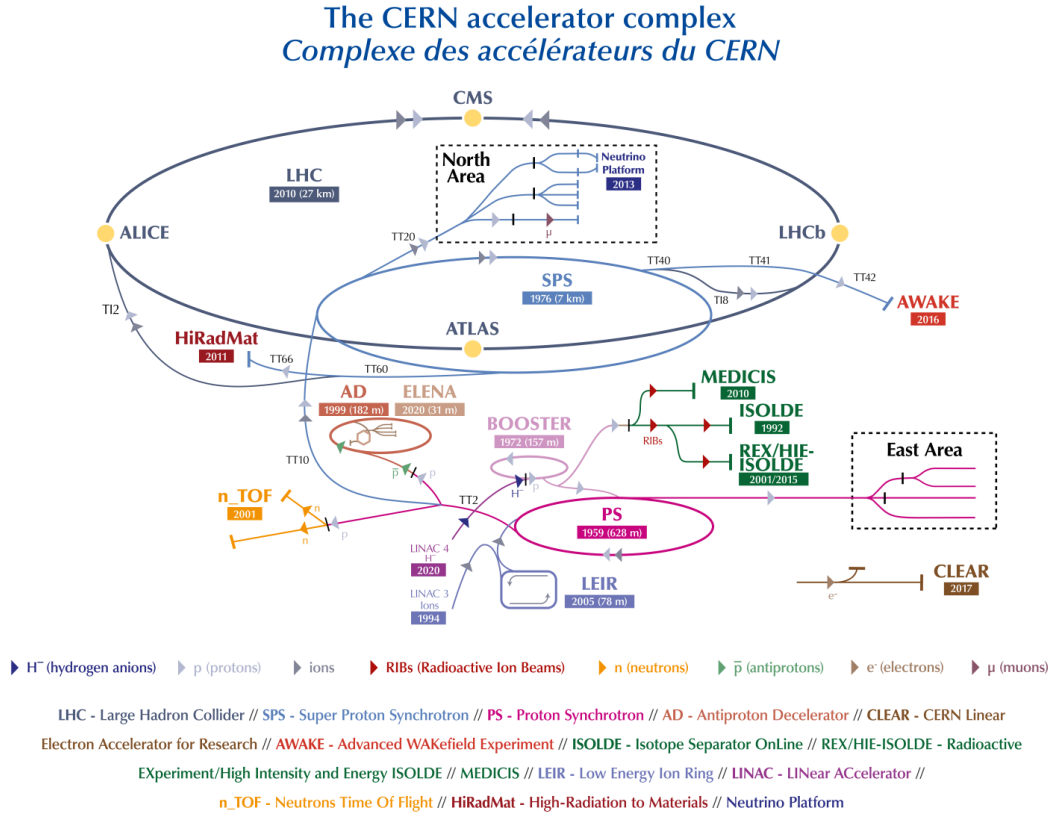 The CERN accelerator complex
Complexe des accélérateurs du CERN
CMS
North
Area
Neutrino
Platform
2013
LHC
2010 (27 km)
μ
ALICE
LHCb
TT20
TT40
TT41
TT42
SPS
1976 (7 km)
TI8
AWAKE
2016
TI2
ATLAS
HiRadMat
2011
TT66
TT60
AD
1999 (182 m)
ELENA
2020 (31 m)
MEDICIS
2010
BOOSTER
1972 (157 m)
ISOLDE
1992
RIBs
REX/HIE-
ISOLDE
2001/2015
East Area
TT10
p̅
p
H⁻
p
TT2
n_TOF
2001
n
n
p
PS
1959 (628 m)
LINAC 4
H⁻
2020
LINAC 3
Ions
1994
LEIR
2005 (78 m)
CLEAR
2017
e⁻
H⁻ (hydrogen anions)
p (protons)
ions
RIBs (Radioactive Ion Beams)
n (neutrons)
p̅ (antiprotons)
e⁻ (electrons)
μ (muons)
LHC - Large Hadron Collider // SPS - Super Proton Synchrotron // PS - Proton Synchrotron // AD - Antiproton Decelerator // CLEAR - CERN Linear
Electron Accelerator for Research // AWAKE - Advanced WAKefield Experiment // ISOLDE - Isotope Separator OnLine // REX/HIE-ISOLDE - Radioactive
EXperiment/High Intensity and Energy ISOLDE // MEDICIS // LEIR - Low Energy Ion Ring // LINAC - LINear ACcelerator //
n_TOF - Neutrons Time Of Flight // HiRadMat - High-Radiation to Materials // Neutrino Platform